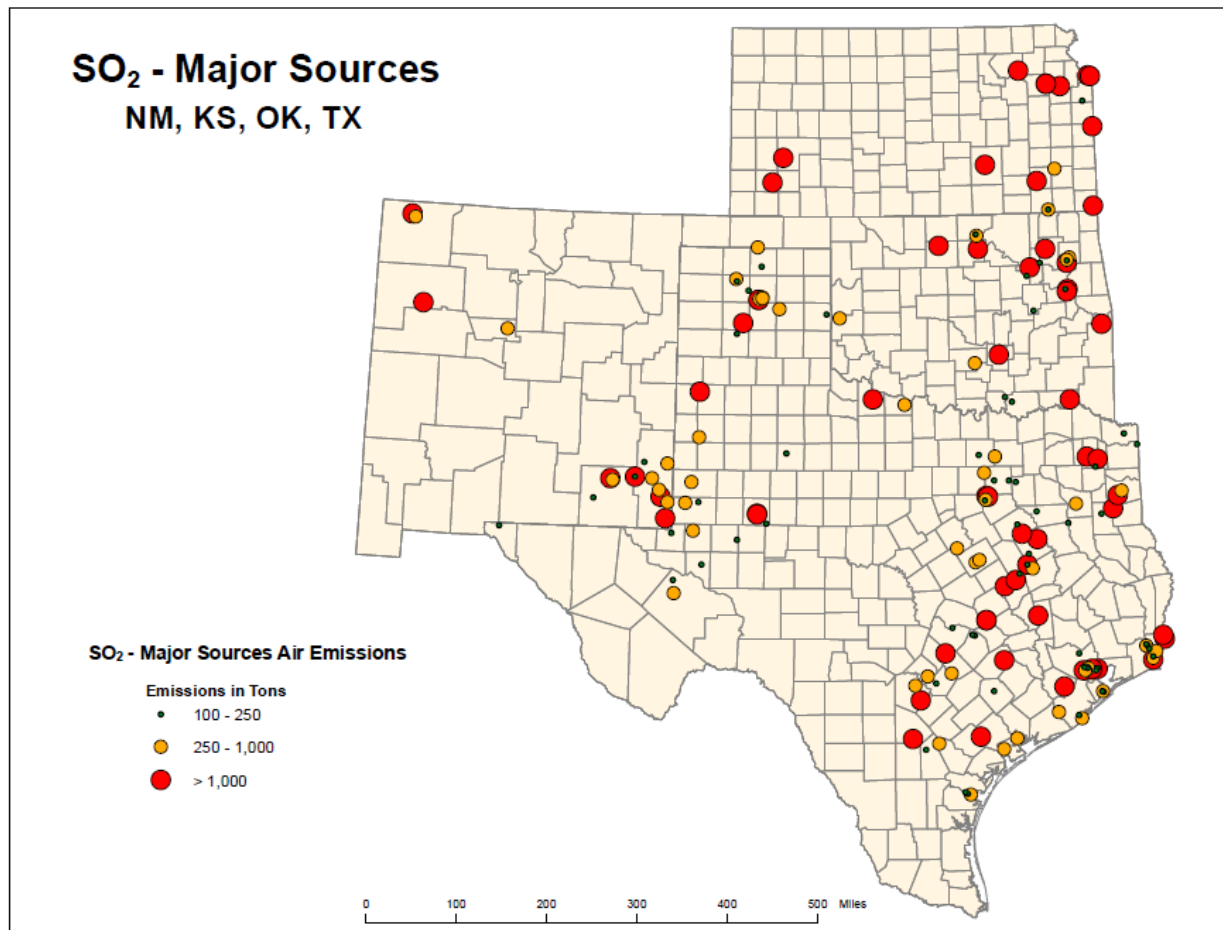 SO₂ - Major Sources
NM, KS, OK, TX
SO₂ - Major Sources Air Emissions
Emissions in Tons
100 - 250
250 - 1,000
> 1,000
0 100 200 300 400 500 Miles